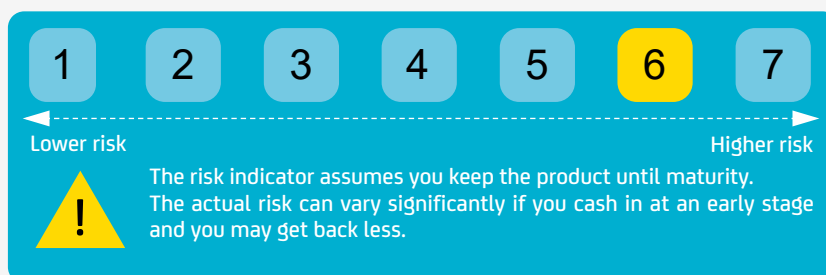 1 2 3 4 5 6 7
Lower risk Higher risk
!
The risk indicator assumes you keep the product until maturity.
The actual risk can vary significantly if you cash in at an early stage
and you may get back less.